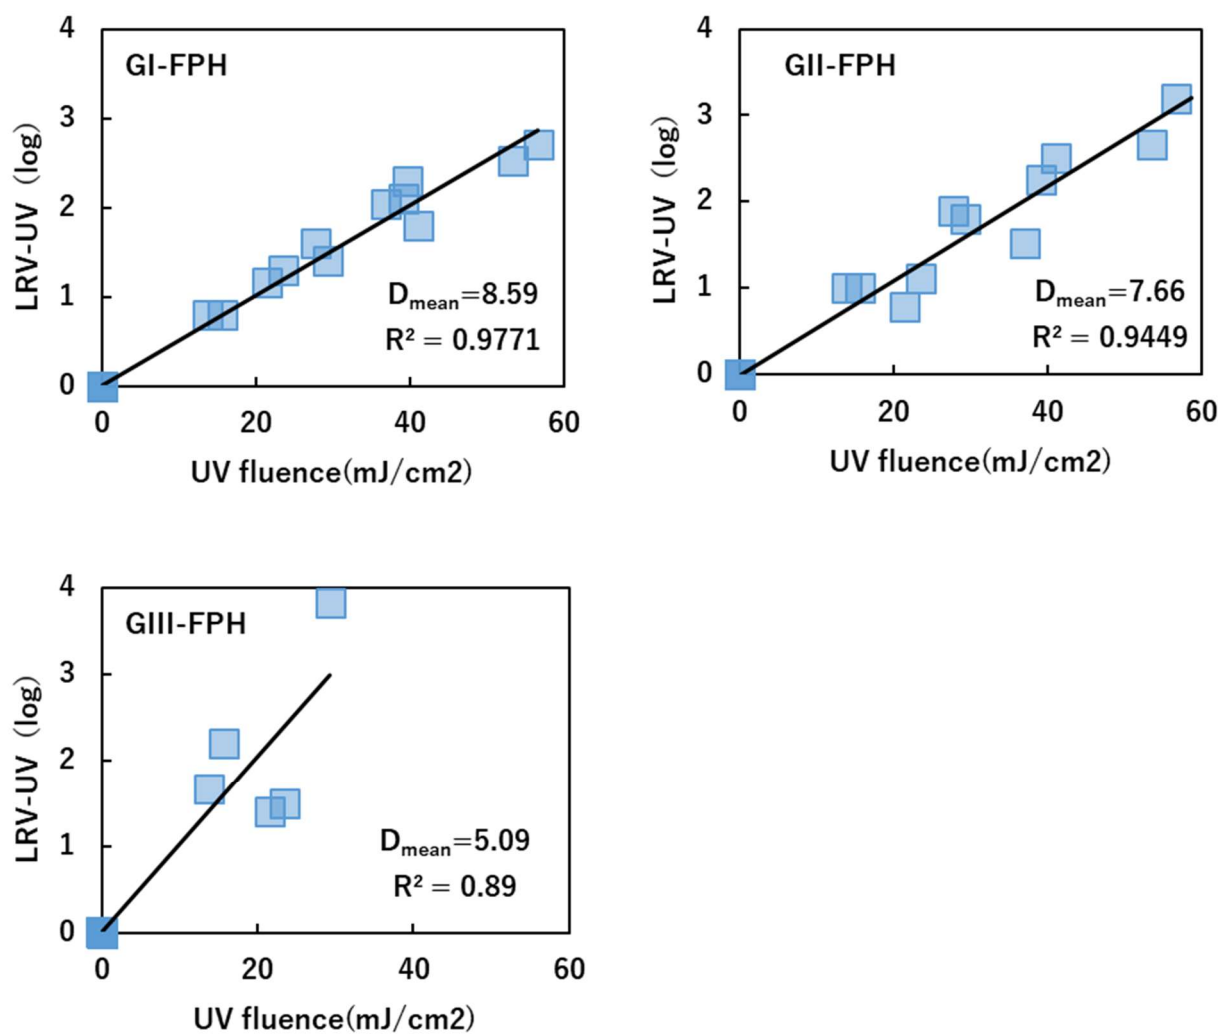 GI-FPH
LRV-UV (log)
4
3
2
1
0
D_mean=8.59
R² = 0.9771
0 20 40 60
UV fluence(mJ/cm2)
GII-FPH
LRV-UV (log)
4
3
2
1
0
D_mean=7.66
R² = 0.9449
0 20 40 60
UV fluence(mJ/cm2)
GIII-FPH
LRV-UV (log)
4
3
2
1
0
D_mean=5.09
R² = 0.89
0 20 40 60
UV fluence(mJ/cm2)